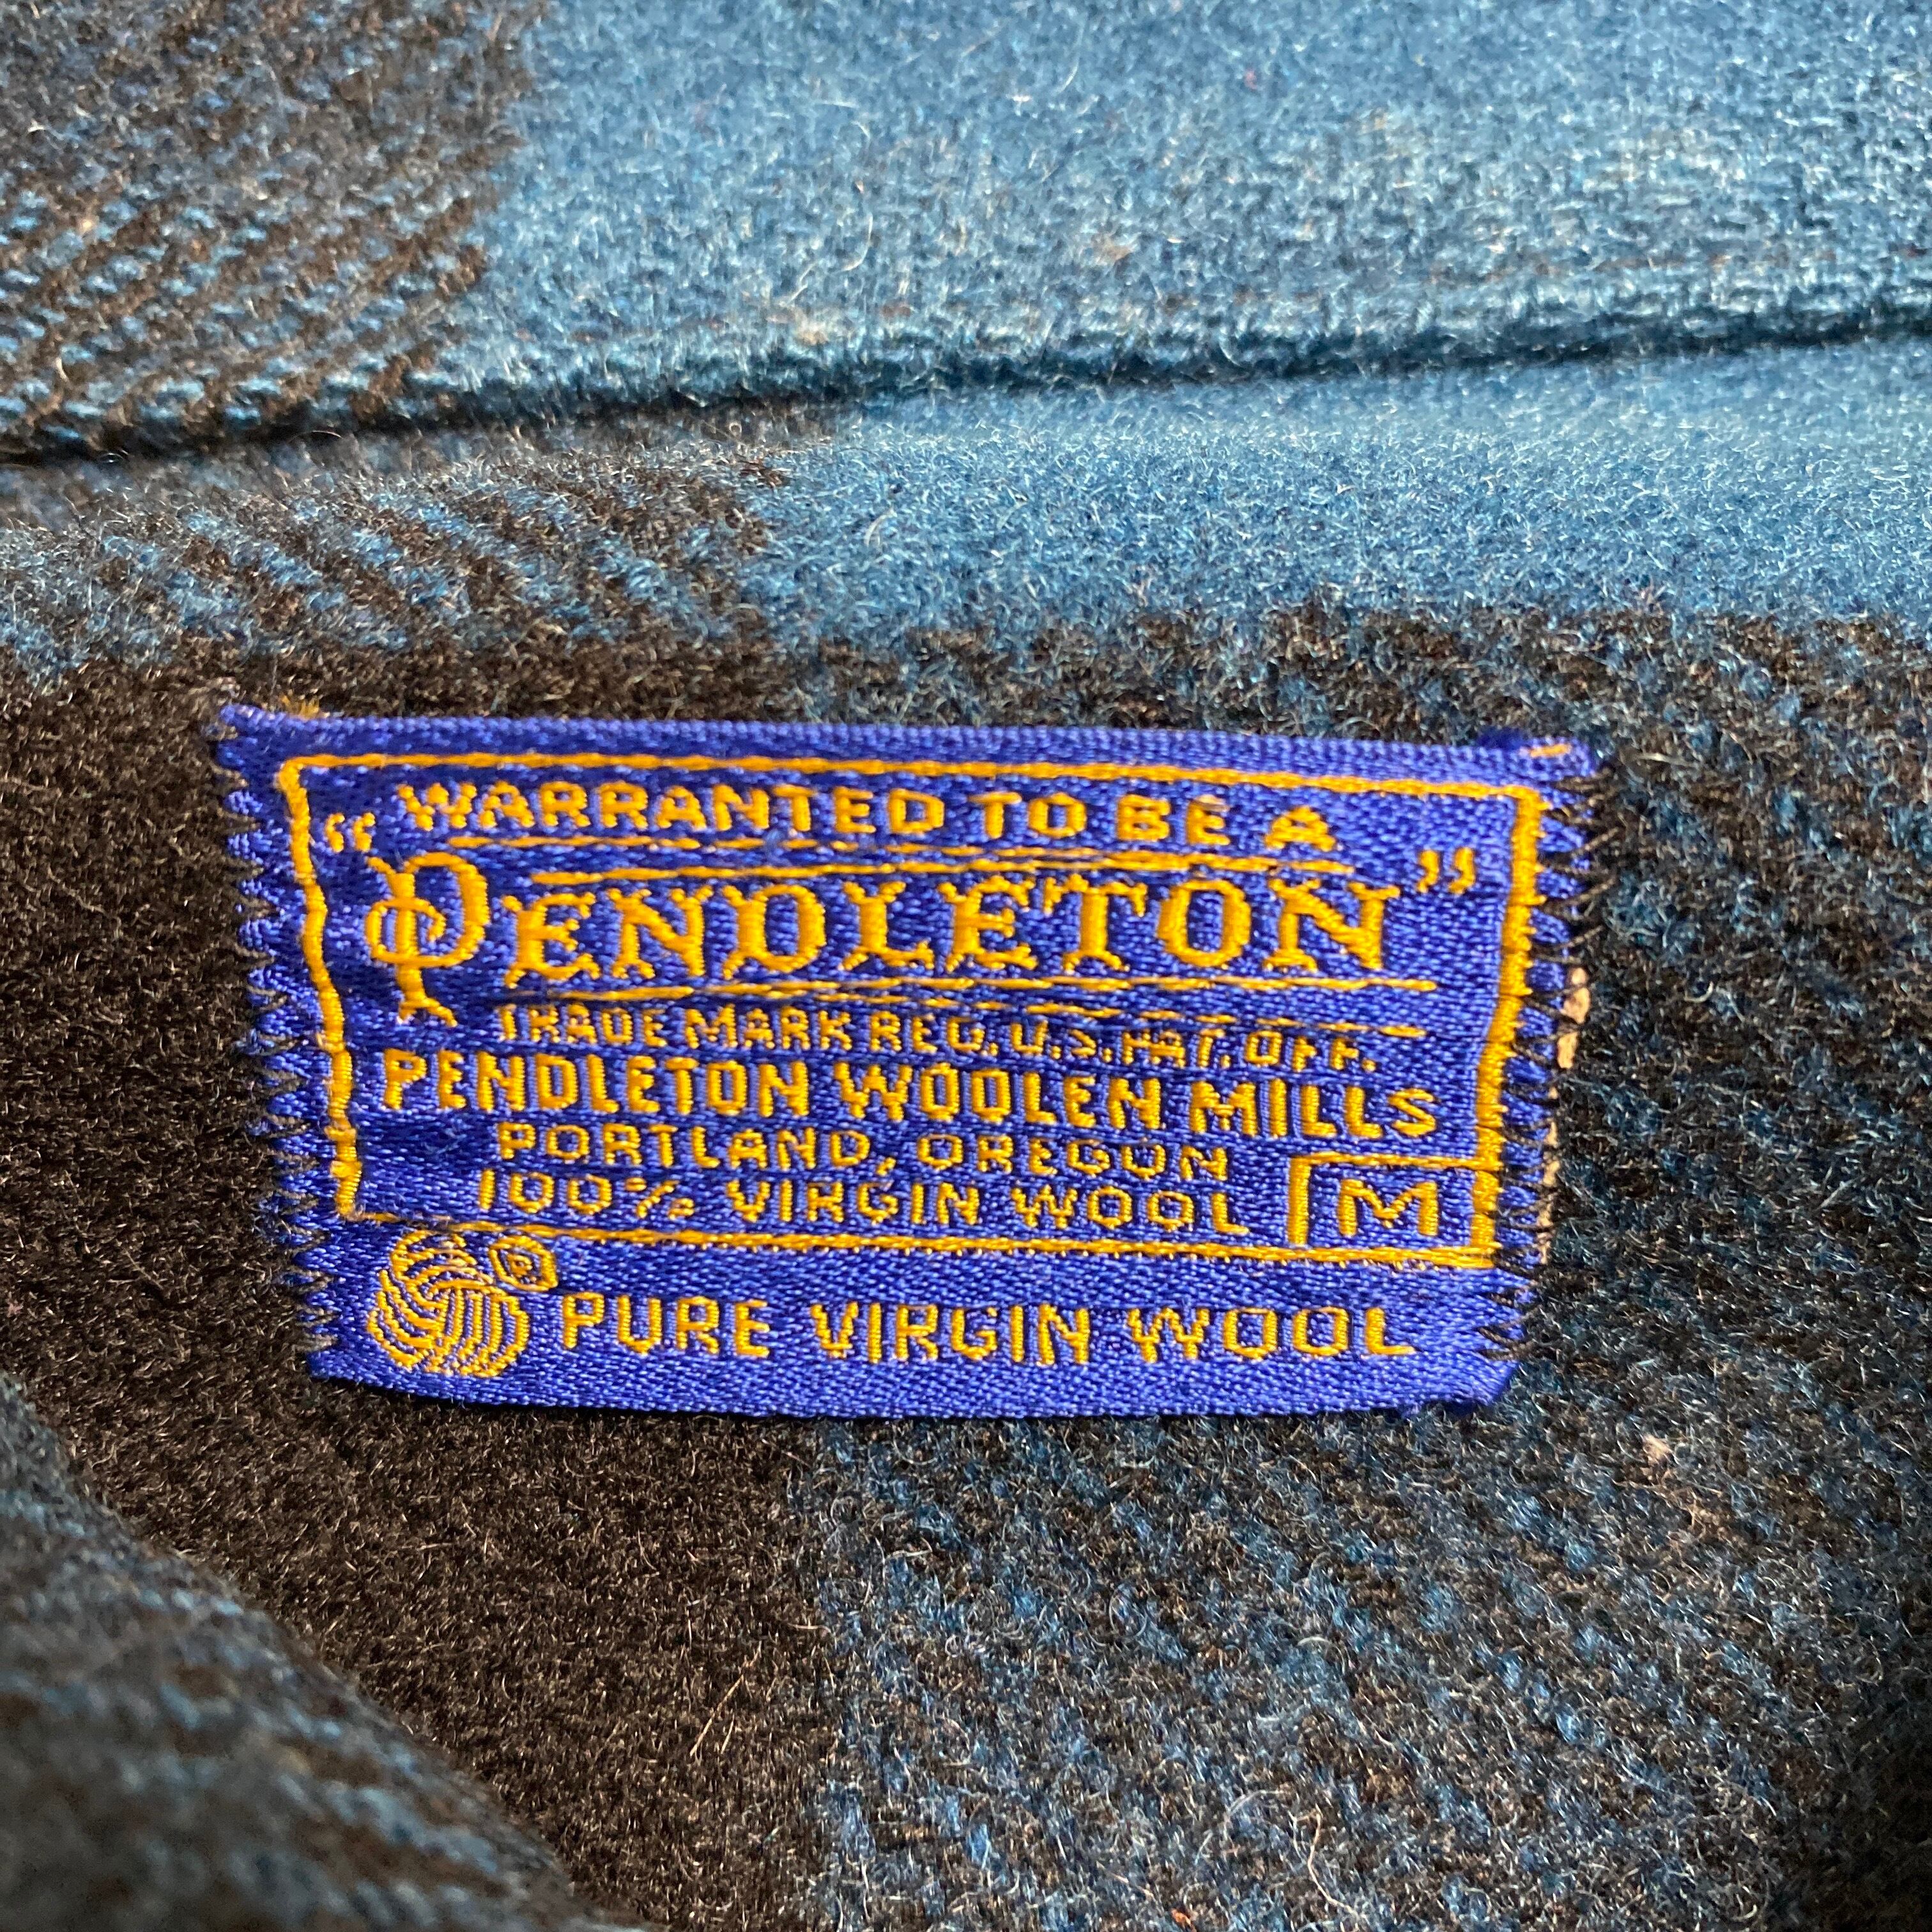 WARRANTED TO BE A
"PENDLETON"
TRADE MARK REG. U.S. PAT. OFF.
PENDLETON WOOLEN MILLS
PORTLAND, OREGON
100% VIRGIN WOOL M
PURE VIRGIN WOOL